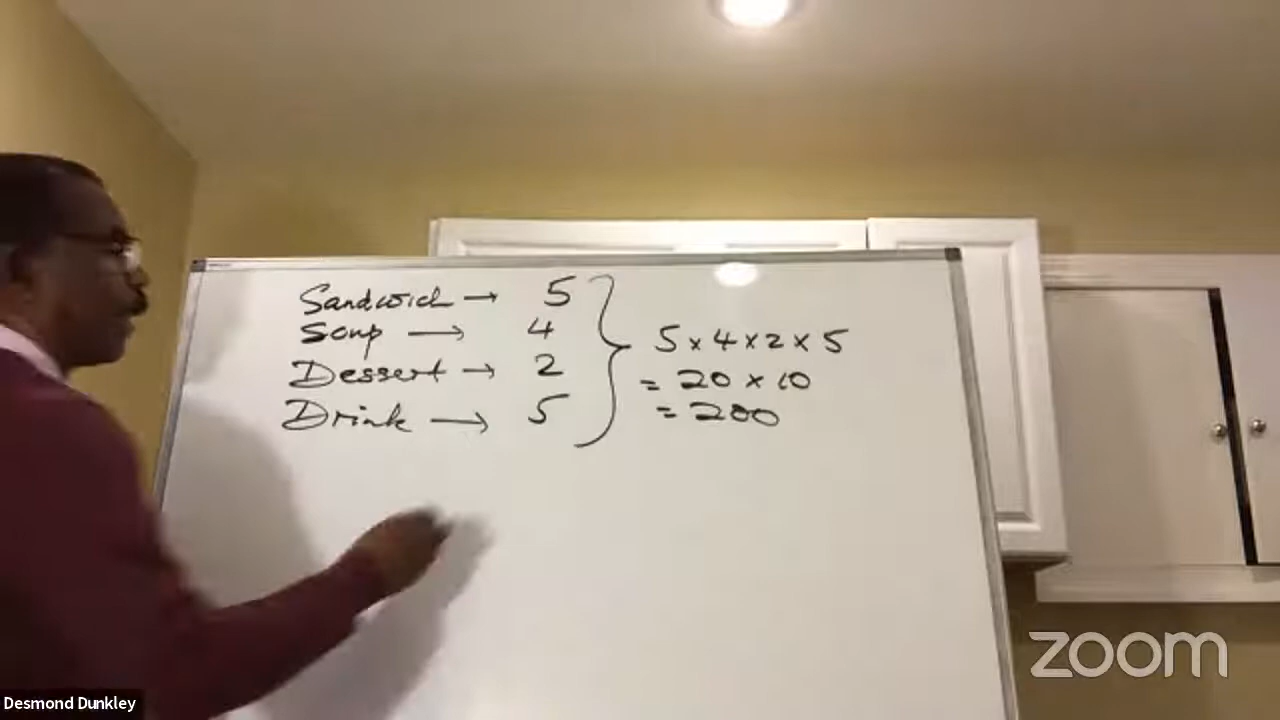 Sandwich → 5
Soup → 4
Dessert → 2
Drink → 5
5 × 4 × 2 × 5
= 20 × 10
= 200
zoom
Desmond Dunkley